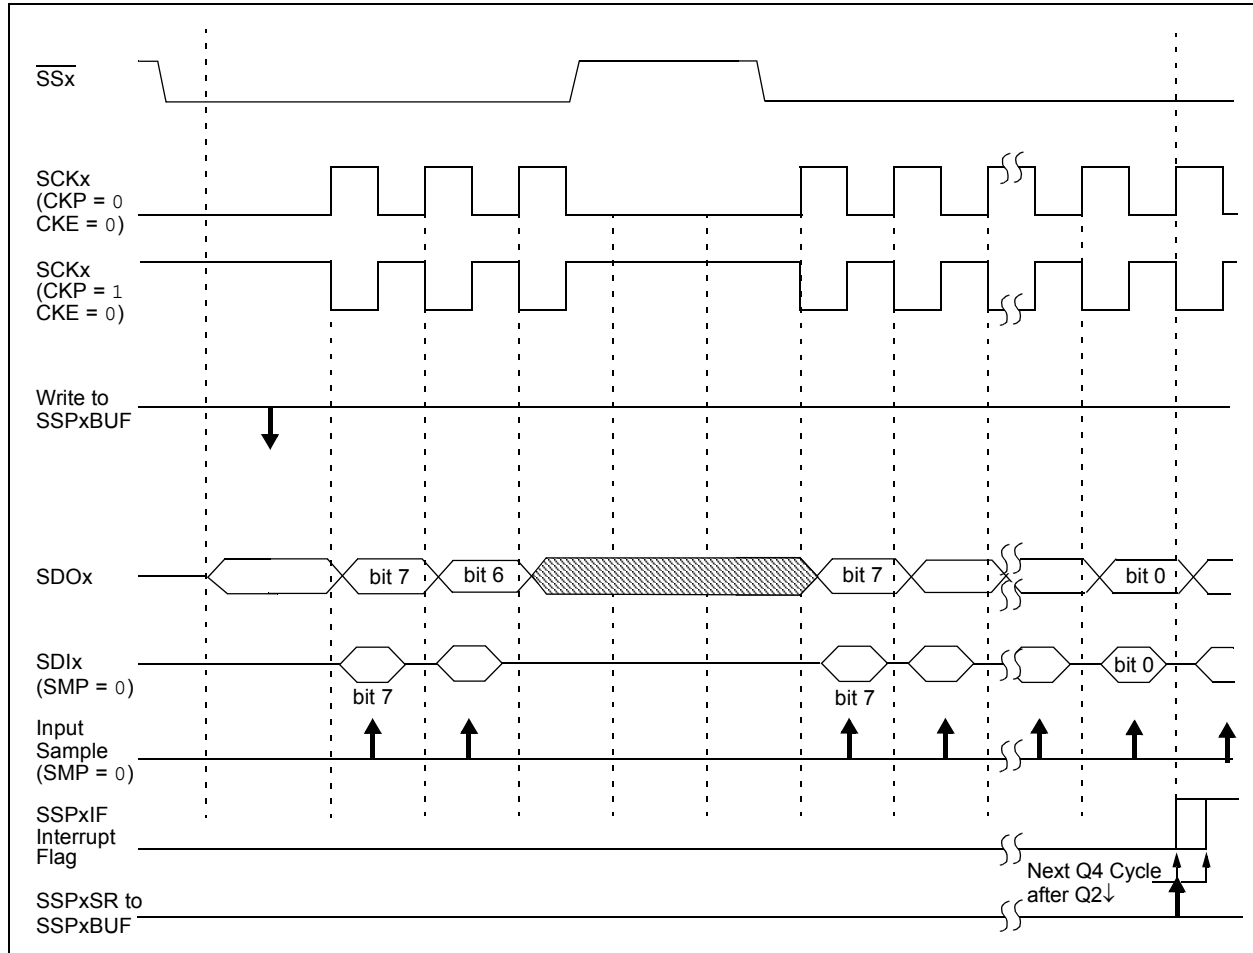 SSx
SCKx
(CKP = 0
CKE = 0)
SCKx
(CKP = 1
CKE = 0)
Write to
SSPxBUF
SDOx
bit 7
bit 6
bit 7
bit 0
SDIx
(SMP = 0)
bit 7
bit 7
bit 0
Input
Sample
(SMP = 0)
SSPxIF
Interrupt
Flag
Next Q4 Cycle
after Q2↓
SSPxSR to
SSPxBUF